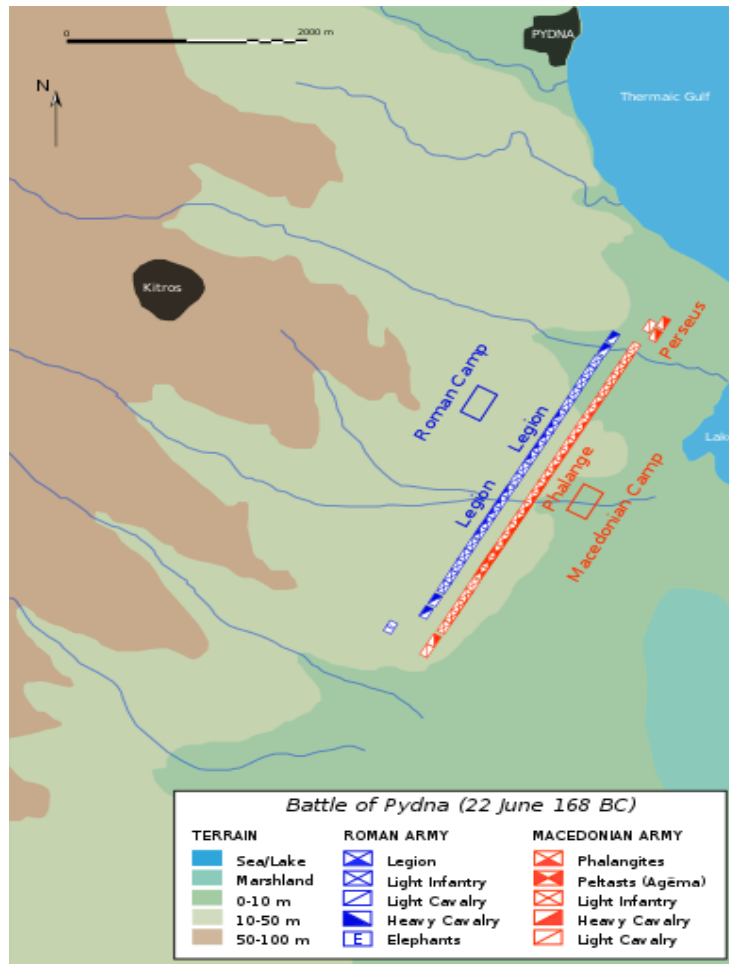 0 2000 m
PYDNA
N
Thermaic Gulf
Kitros
Perseus
Roman Camp
Legion
Lake
Legion
Phalange
Macedonian Camp
E
Battle of Pydna (22 June 168 BC)
TERRAIN
Sea/Lake
Marshland
0-10 m
10-50 m
50-100 m
ROMAN ARMY
Legion
Light Infantry
Light Cavalry
Heavy Cavalry
E Elephants
MACEDONIAN ARMY
Phalangites
Peltasts (Agēma)
Light Infantry
Heavy Cavalry
Light Cavalry